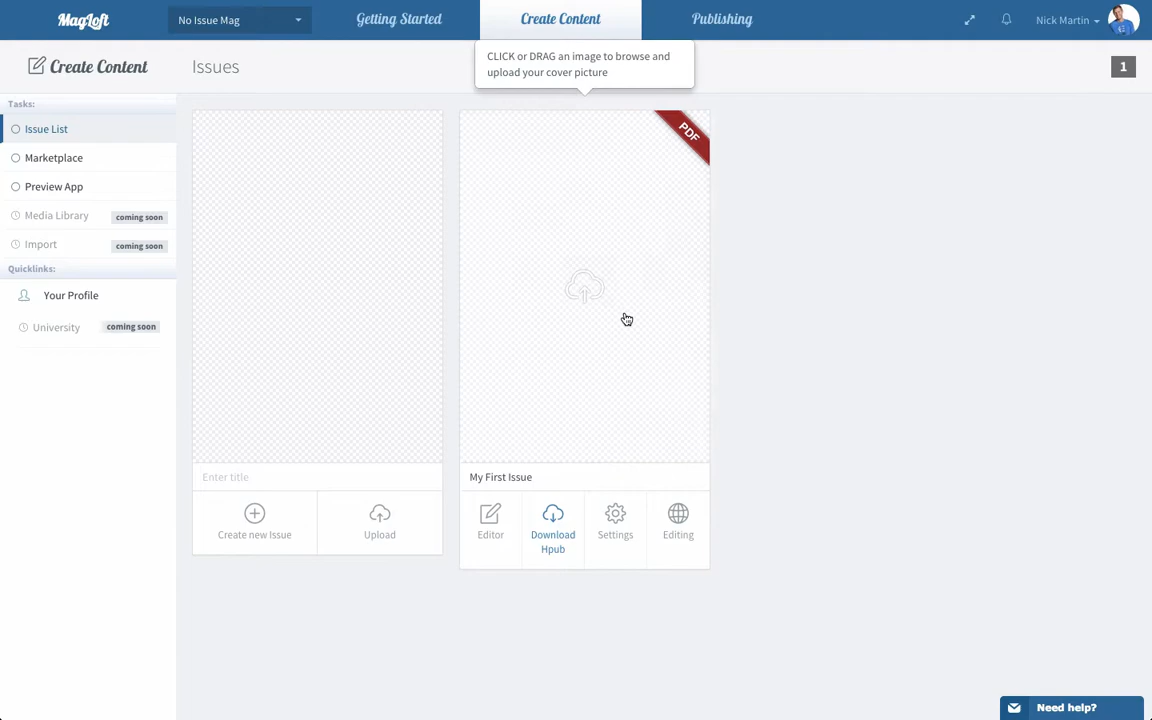 MagLoft
No Issue Mag
Getting Started
Create Content
Publishing
Nick Martin
CLICK or DRAG an image to browse and
upload your cover picture
Create Content
Issues
1
Tasks:
Issue List
Marketplace
Preview App
Media Library coming soon
Import coming soon
Quicklinks:
Your Profile
University coming soon
PDF
Enter title
Create new Issue
Upload
My First Issue
Editor
Download
Hpub
Settings
Editing
Need help?